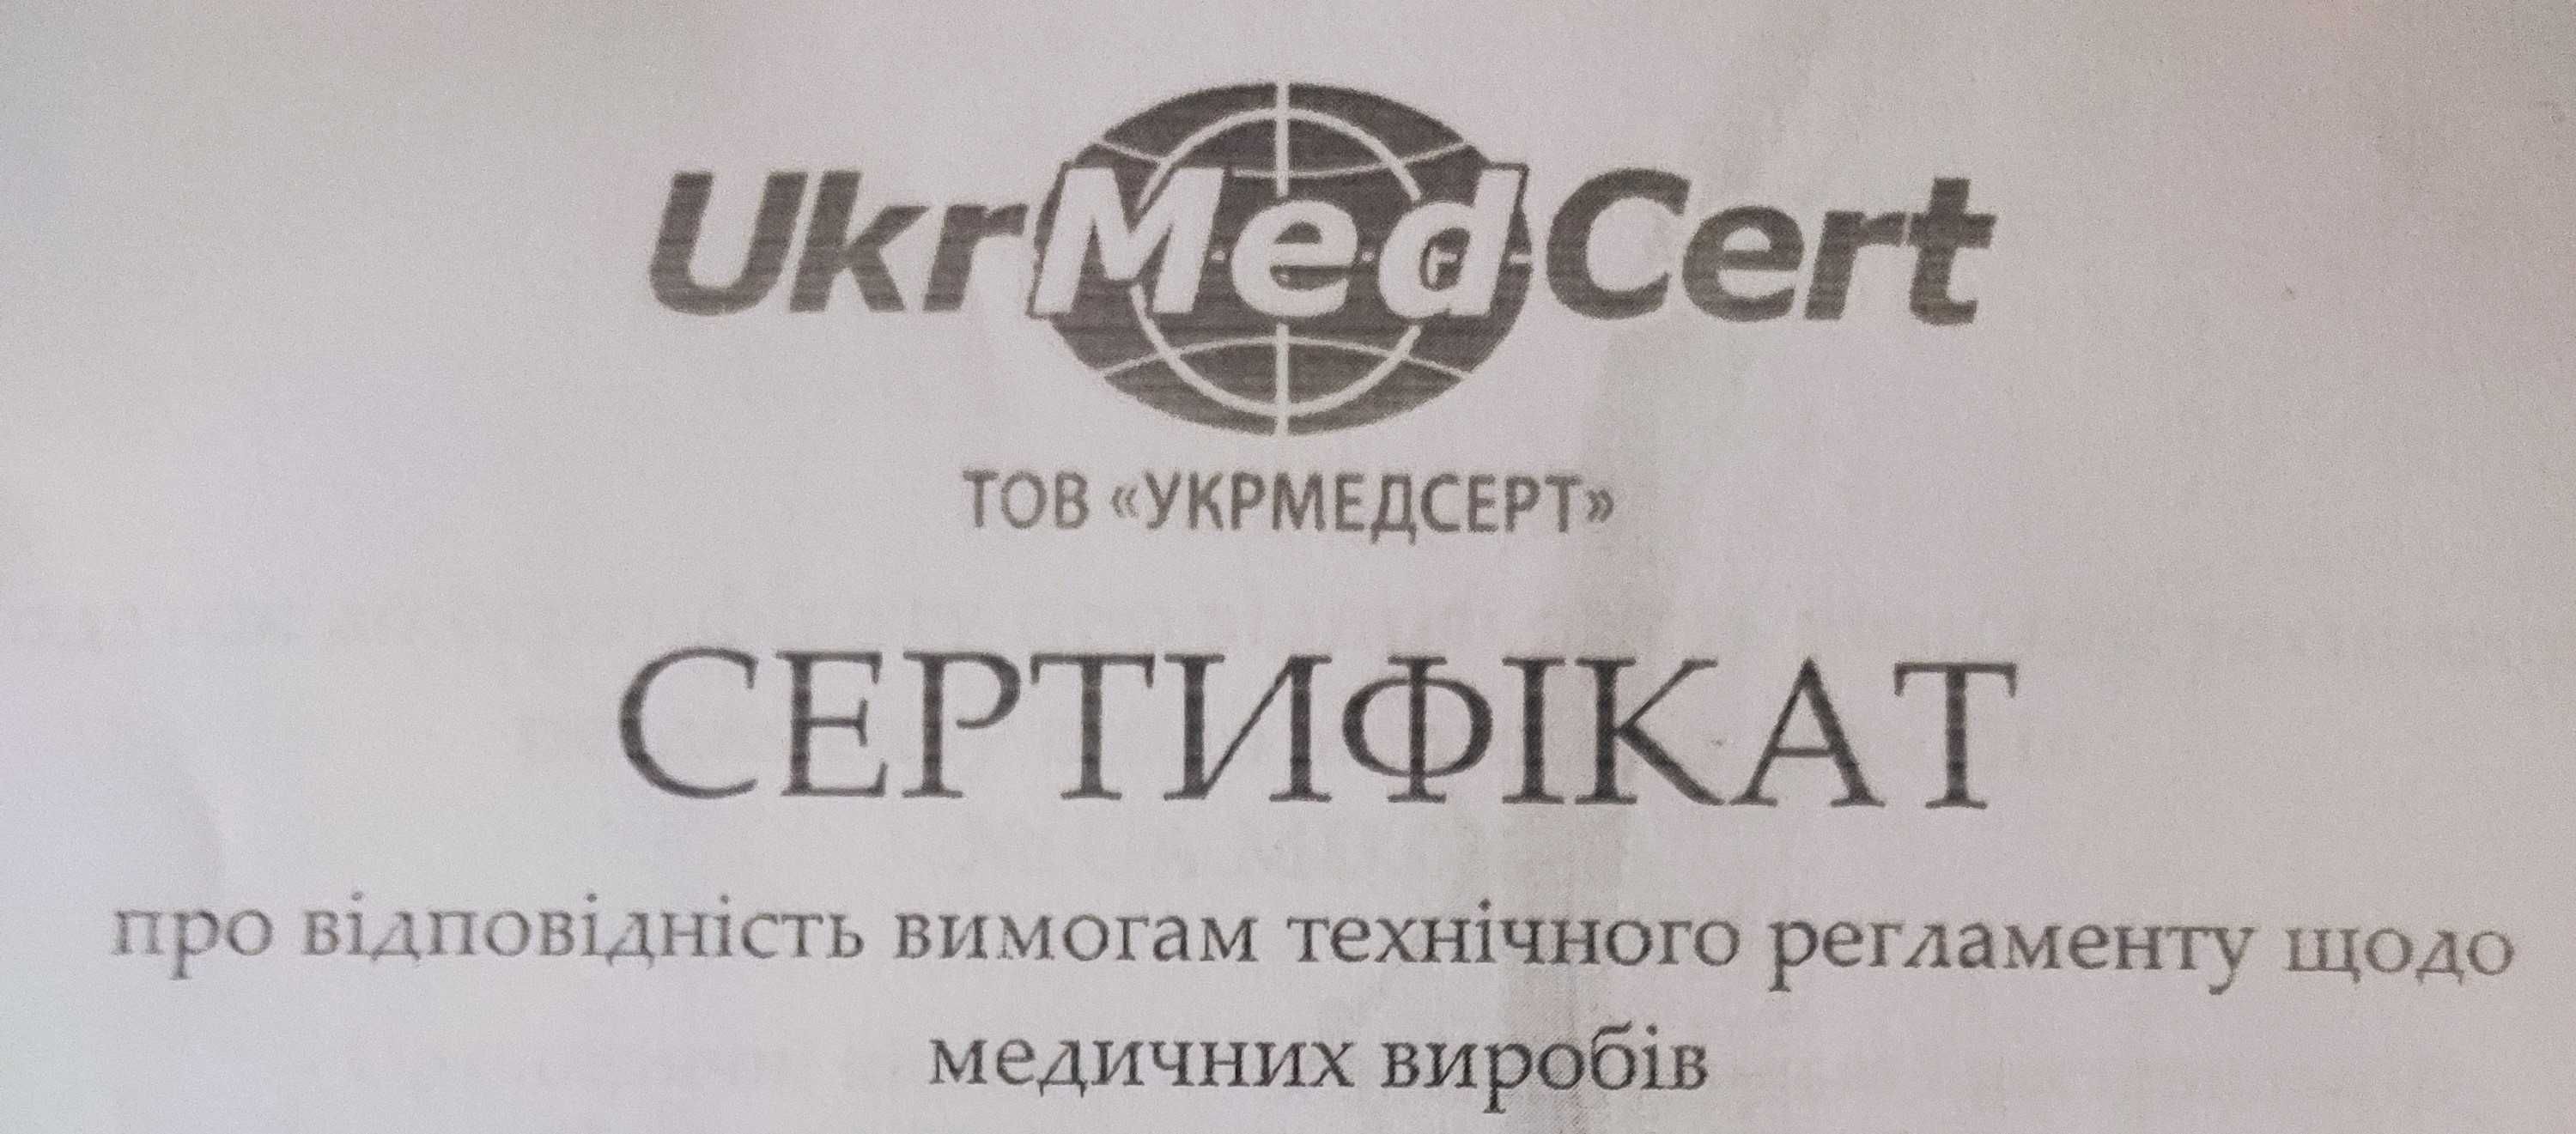 UkrMedCert
ТОВ «УКРМЕДСЕРТ»
СЕРТИФІКАТ
про відповідність вимогам технічного регламенту щодо
медичних виробів